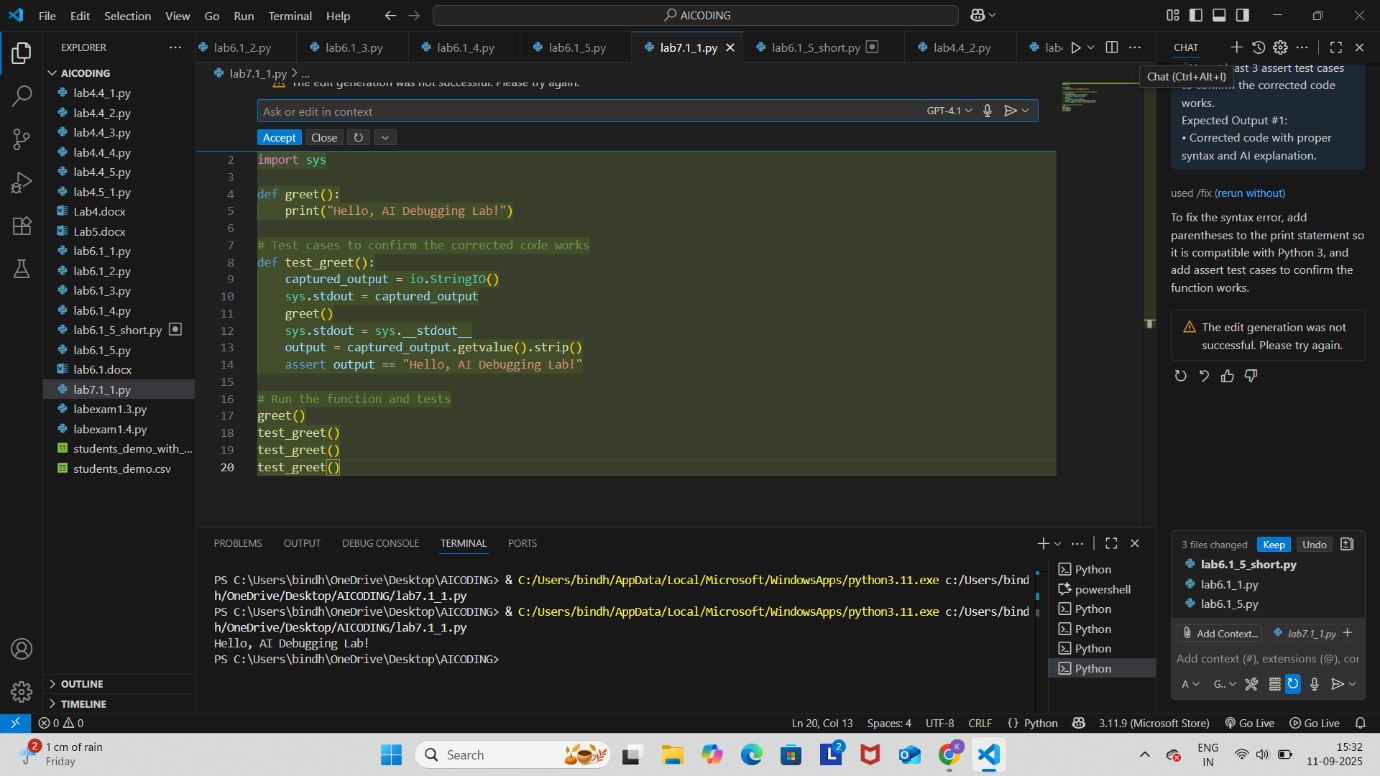 File Edit Selection View Go Run Terminal Help
AICODING
EXPLORER
AICODING
lab4.4_1.py
lab4.4_2.py
lab4.4_3.py
lab4.4_4.py
lab4.4_5.py
lab4.5_1.py
Lab4.docx
Lab5.docx
lab6.1_1.py
lab6.1_2.py
lab6.1_3.py
lab6.1_4.py
lab6.1_5_short.py
lab6.1_5.py
lab6.1.docx
lab7.1_1.py
labexam1.3.py
labexam1.4.py
students_demo_with_...
students_demo.csv
OUTLINE
TIMELINE
lab6.1_2.py lab6.1_3.py lab6.1_4.py lab6.1_5.py lab7.1_1.py lab6.1_5_short.py lab4.4_2.py
lab7.1_1.py > ...
The edit generation was not successful. Please try again.
Ask or edit in context GPT-4.1
Accept Close
2 import sys
3
4 def greet():
5 print("Hello, AI Debugging Lab!")
6
7 # Test cases to confirm the corrected code works
8 def test_greet():
9 captured_output = io.StringIO()
10 sys.stdout = captured_output
11 greet()
12 sys.stdout = sys.__stdout__
13 output = captured_output.getvalue().strip()
14 assert output == "Hello, AI Debugging Lab!"
15
16 # Run the function and tests
17 greet()
18 test_greet()
19 test_greet()
20 test_greet()
PROBLEMS OUTPUT DEBUG CONSOLE TERMINAL PORTS
PS C:\Users\bindh\OneDrive\Desktop\AICODING> & C:/Users/bindh/AppData/Local/Microsoft/WindowsApps/python3.11.exe c:/Users/bind
h/OneDrive/Desktop/AICODING/lab7.1_1.py
PS C:\Users\bindh\OneDrive\Desktop\AICODING> & C:/Users/bindh/AppData/Local/Microsoft/WindowsApps/python3.11.exe c:/Users/bind
h/OneDrive/Desktop/AICODING/lab7.1_1.py
Hello, AI Debugging Lab!
PS C:\Users\bindh\OneDrive\Desktop\AICODING>
Python
powershell
Python
Python
Python
Python
CHAT
Chat (Ctrl+Alt+I)
assert test cases
to confirm the corrected code
works.
Expected Output #1:
• Corrected code with proper
syntax and AI explanation.
used /fix (rerun without)
To fix the syntax error, add
parentheses to the print statement so
it is compatible with Python 3, and
add assert test cases to confirm the
function works.
The edit generation was not
successful. Please try again.
3 files changed Keep Undo
lab6.1_5_short.py
lab6.1_1.py
lab6.1_5.py
Add Context... lab7.1_1.py
Add context (#), extensions (@), cor
A G..
0 0 Ln 20, Col 13 Spaces: 4 UTF-8 CRLF {} Python 3.11.9 (Microsoft Store) Go Live Go Live
2 1 cm of rain
Friday
Search
2
K
ENG
IN
15:32
11-09-2025